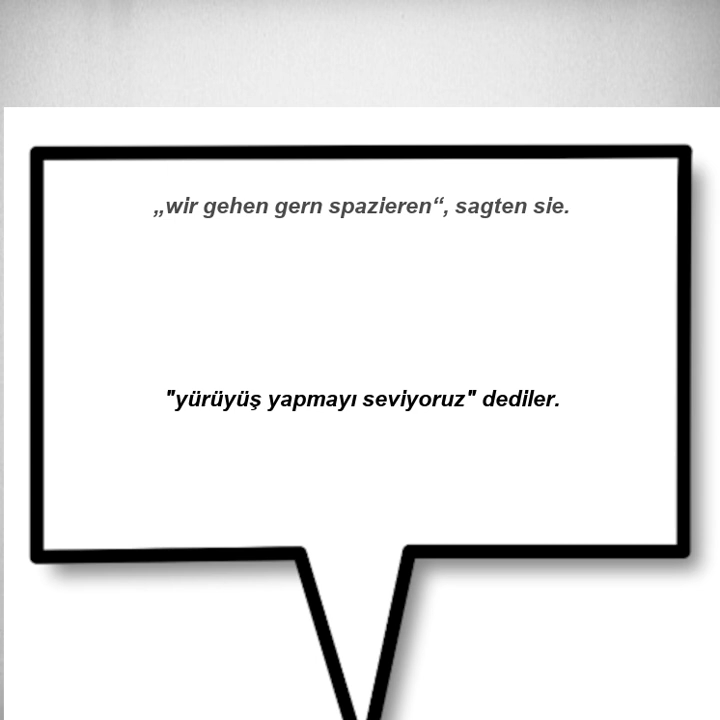 „wir gehen gern spazieren“, sagten sie.
"yürüyüş yapmayı seviyoruz" dediler.